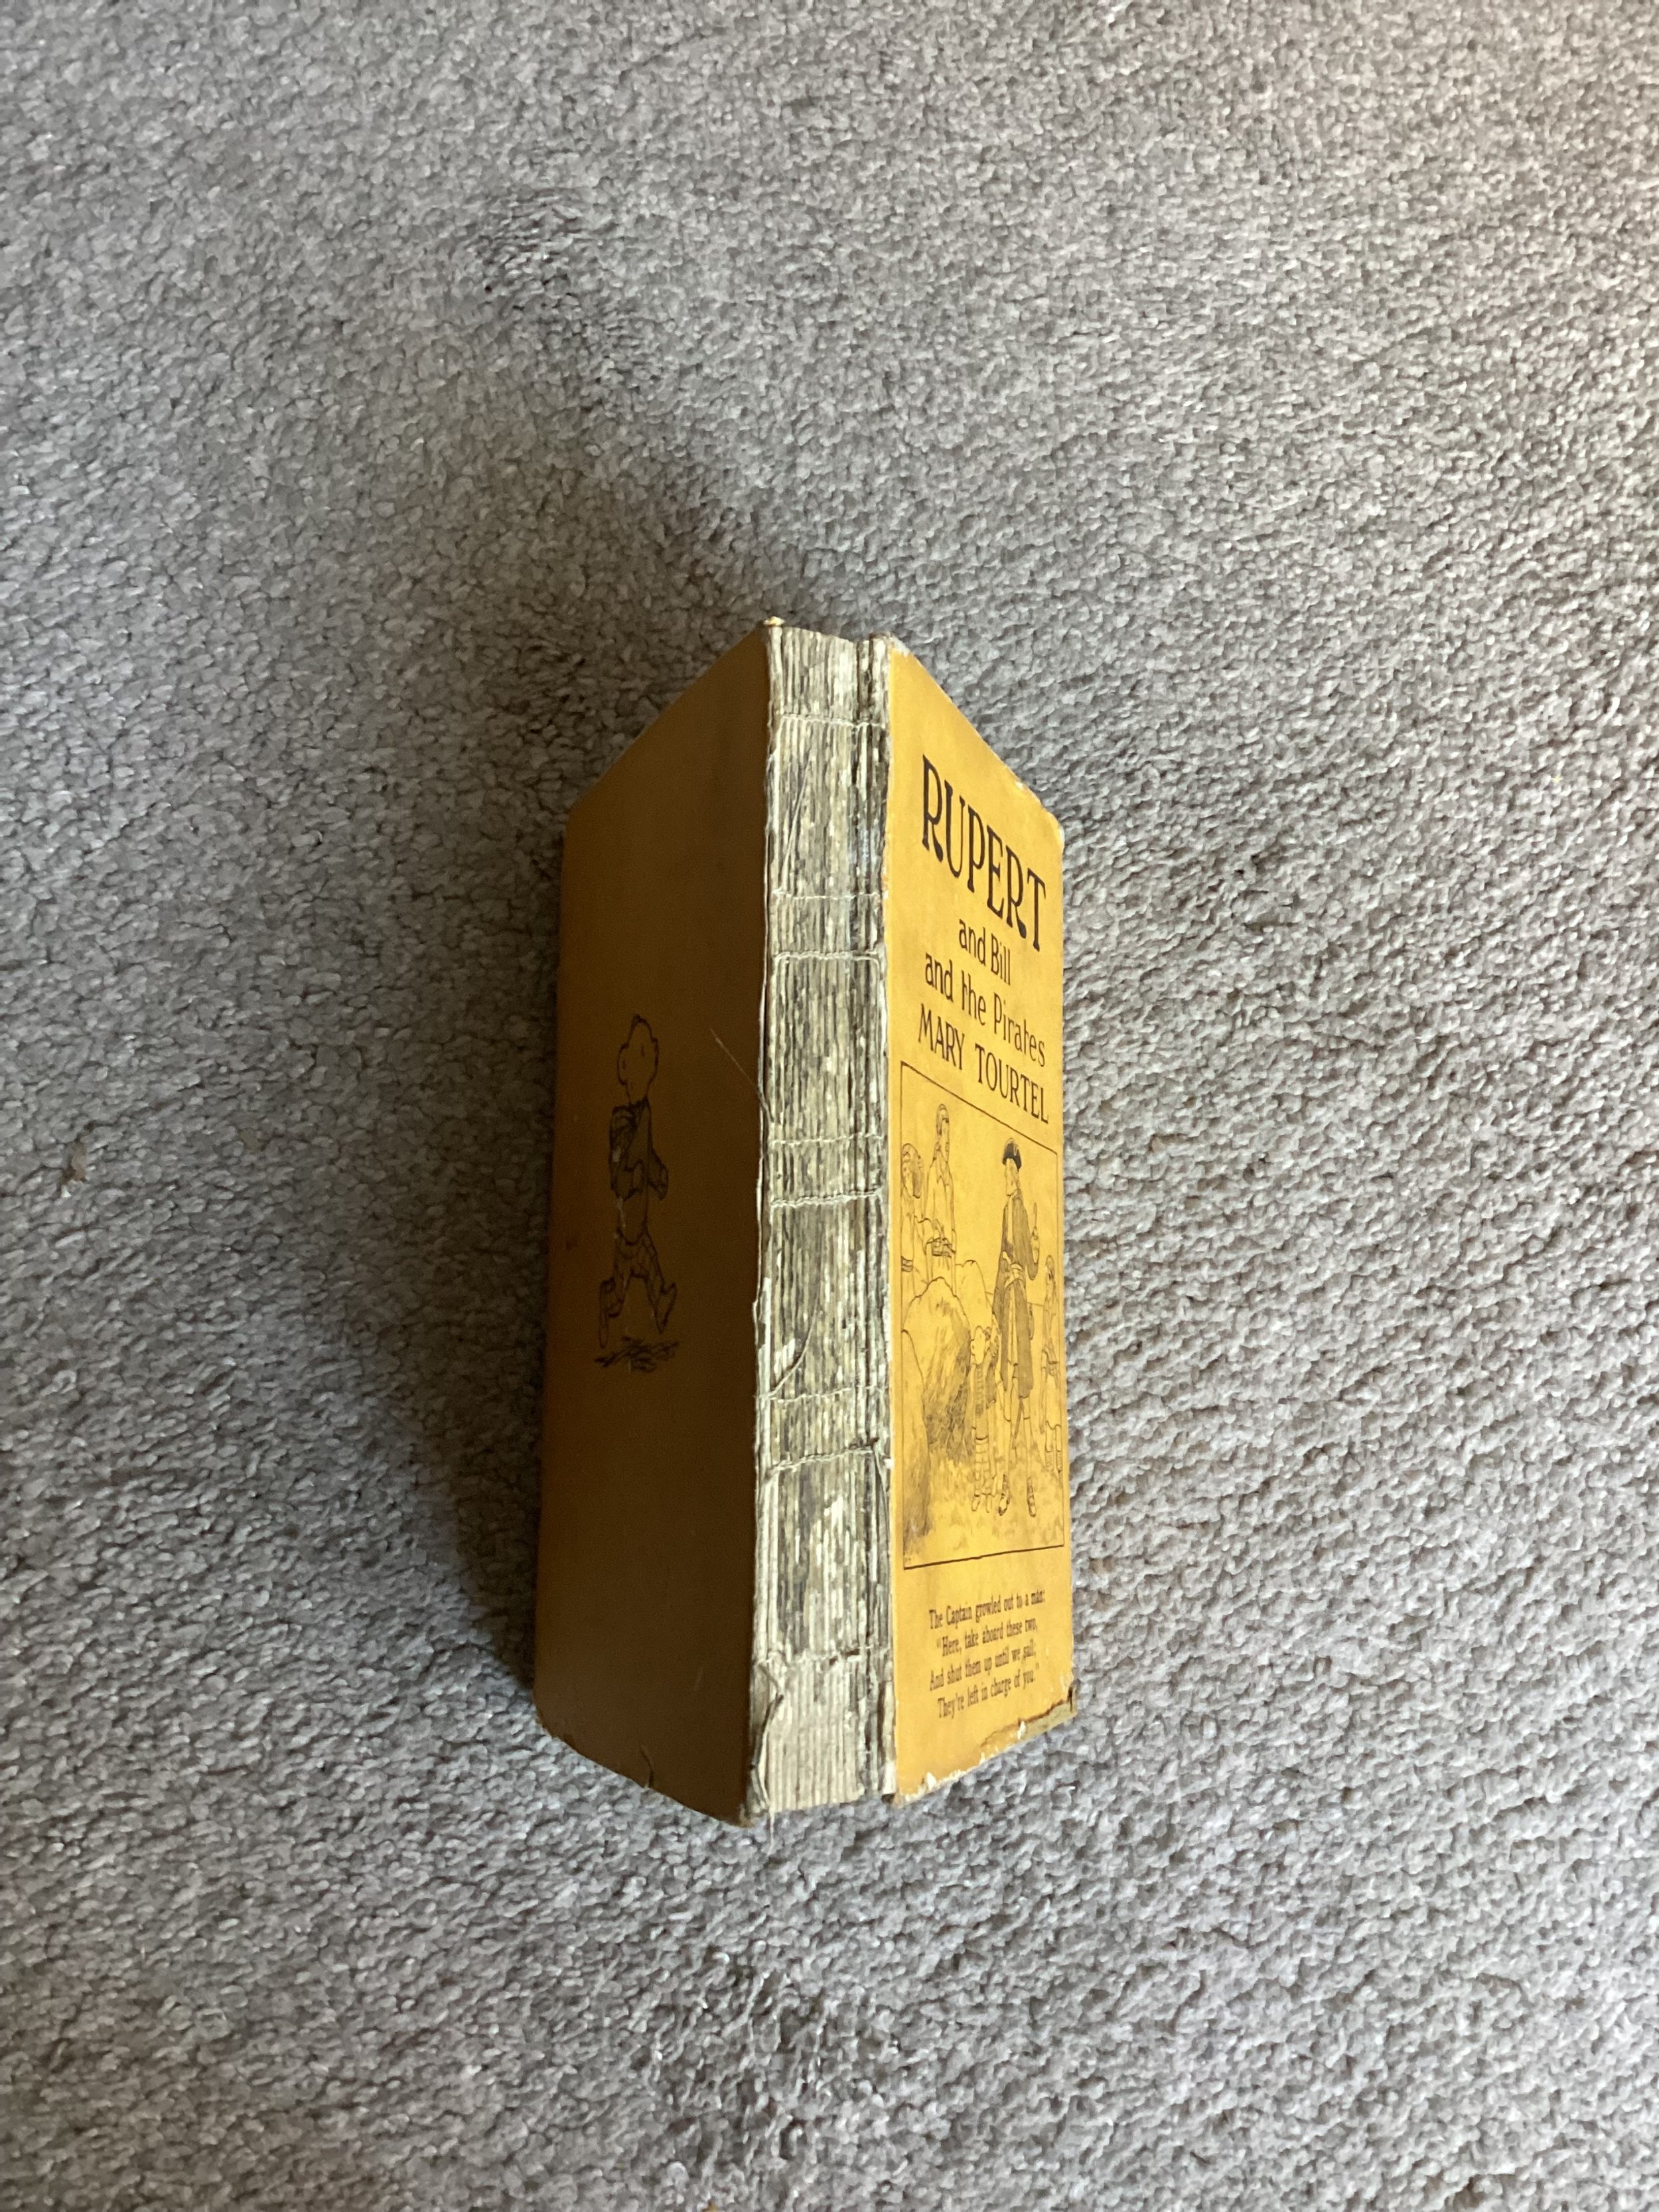 RUPERT
and Bill
and the Pirates
MARY TOURTEL
The Captain growled out to a man:
"Here, take aboard these two,
And shut them up until we sail;
They're left in charge of you."